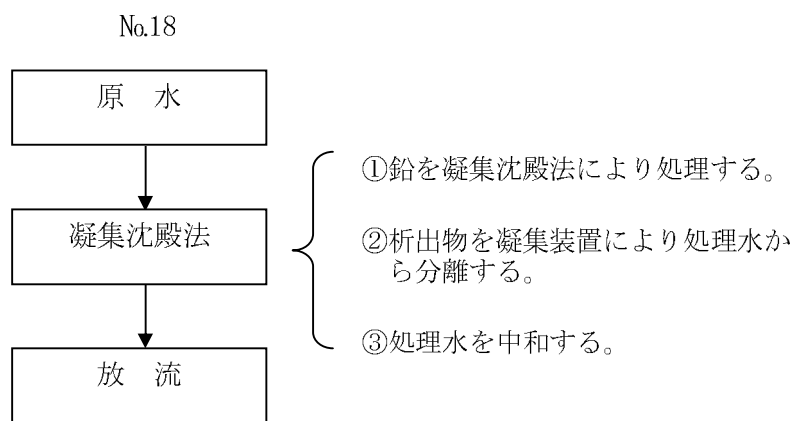 №18
原　水
凝集沈殿法
放　流
①鉛を凝集沈殿法により処理する。
②析出物を凝集装置により処理水か
ら分離する。
③処理水を中和する。